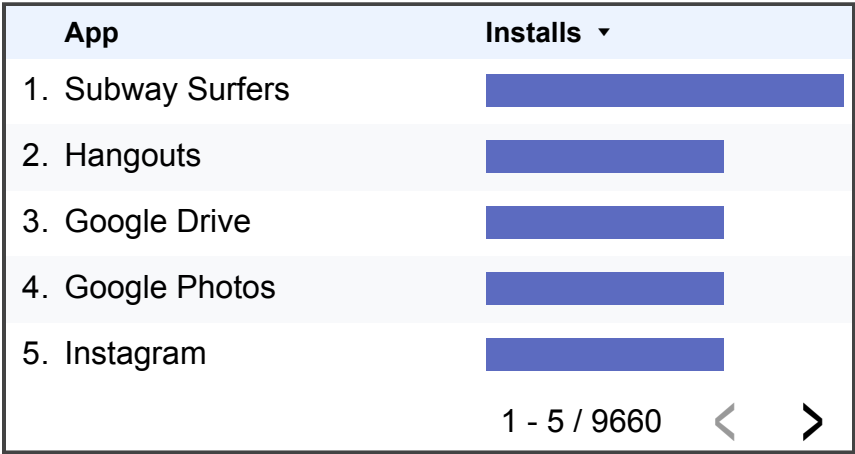 App Installs
1. Subway Surfers
2. Hangouts
3. Google Drive
4. Google Photos
5. Instagram
1 - 5 / 9660